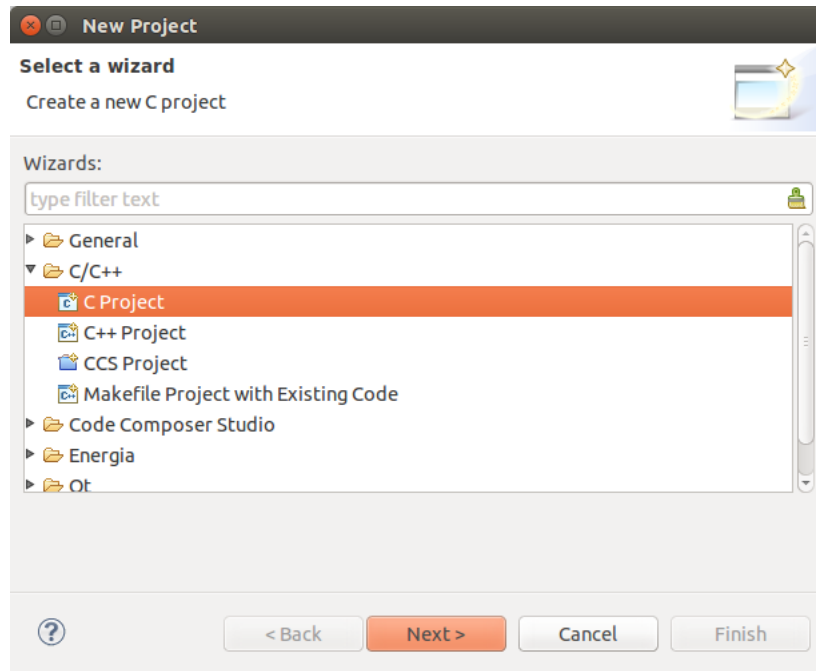 New Project
Select a wizard
Create a new C project
Wizards:
type filter text
General
C/C++
C Project
C++ Project
CCS Project
Makefile Project with Existing Code
Code Composer Studio
Energia
Qt
< Back Next > Cancel Finish